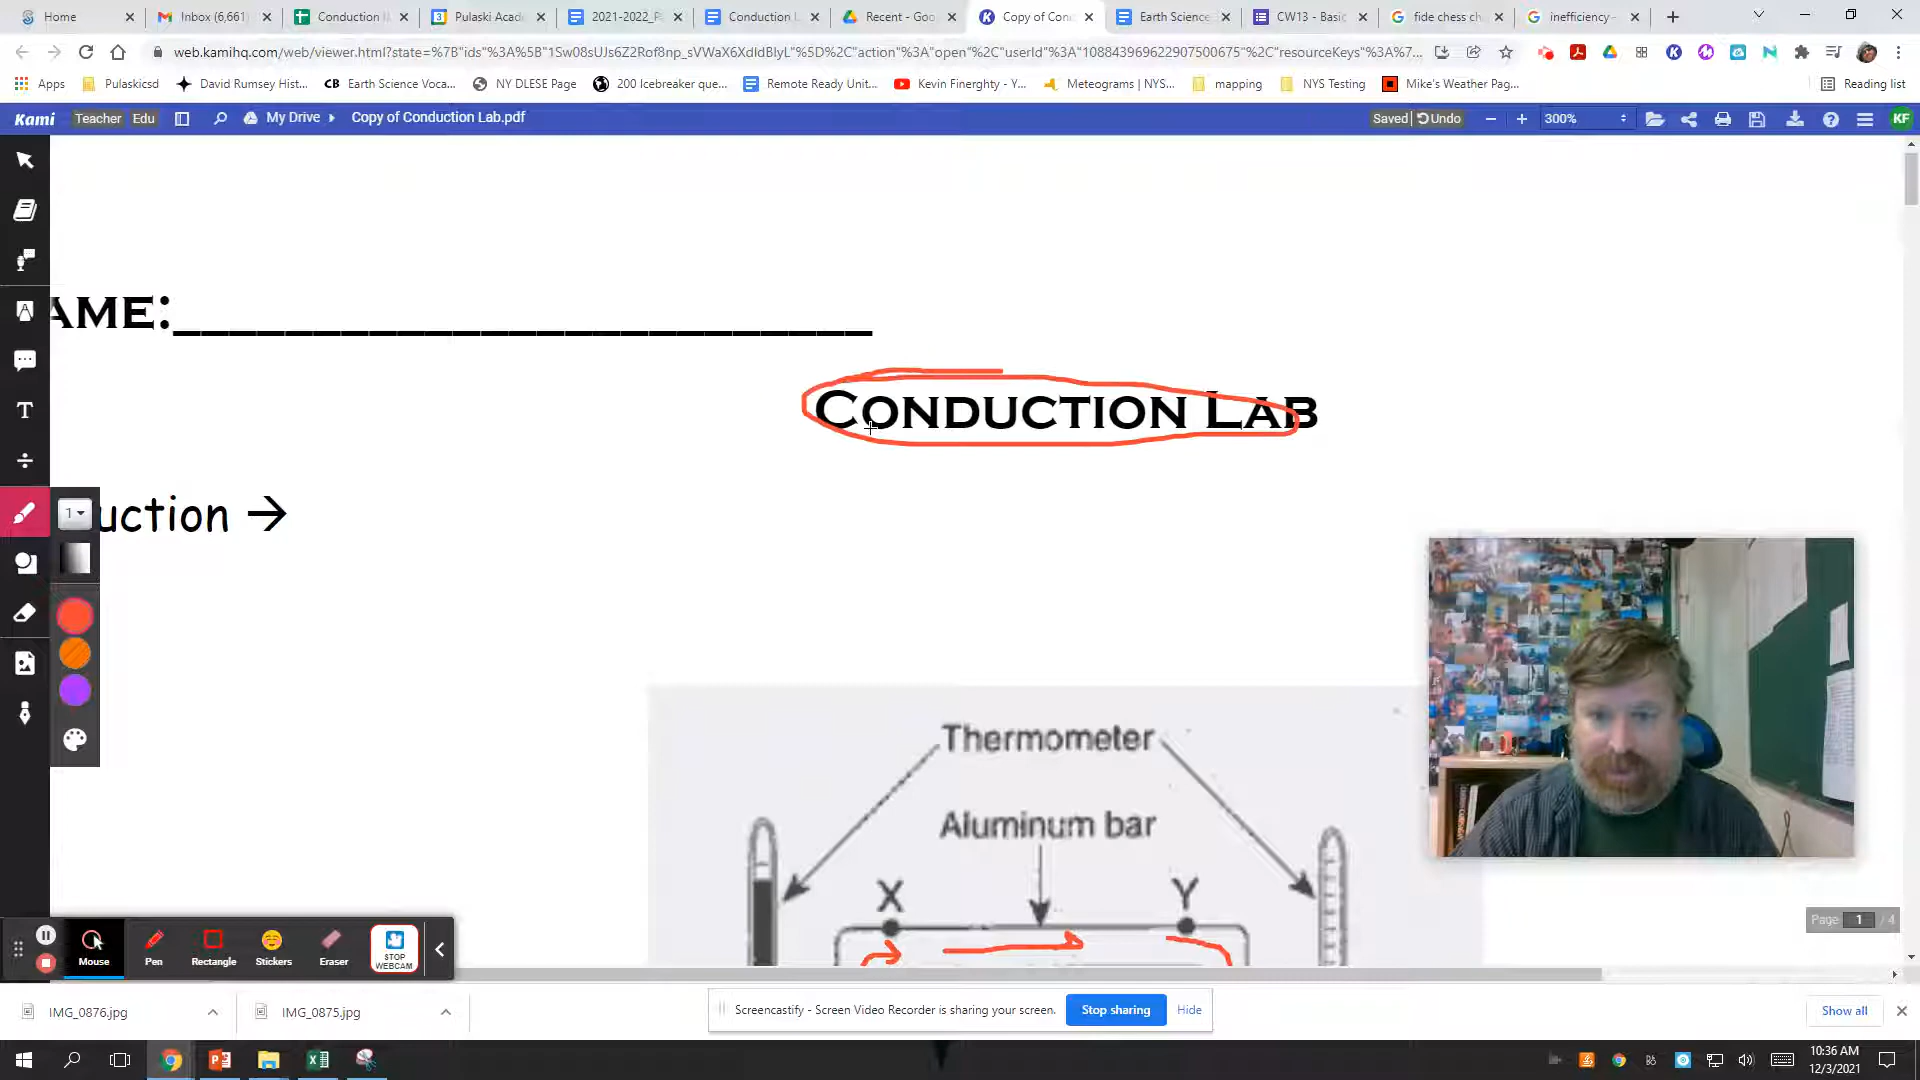 Home
Inbox (6,661)
Conduction
Pulaski Acad
2021-2022_P
Conduction L
Recent - Goo
Copy of Con
Earth Science
CW13 - Basic
fide chess ch
inefficiency -
web.kamihq.com/web/viewer.html?state=%7B"ids"%3A%5B"1Sw08sUJs6Z2Rof8np_sVWaX6XdIdBlyL"%5D%2C"action"%3A"open"%2C"userId"%3A"108843969622907500675"%2C"resourceKeys"%3A%7...
Apps
Pulaskicsd
David Rumsey Hist...
CB Earth Science Voca...
NY DLESE Page
200 Icebreaker que...
Remote Ready Unit...
Kevin Finerghty - Y...
Meteograms | NYS...
mapping
NYS Testing
Mike's Weather Pag...
Reading list
Kami
Teacher
Edu
My Drive
Copy of Conduction Lab.pdf
Saved
Undo
300%
KF
AME:_________________________
CONDUCTION LAB
uction →
1
Thermometer
Aluminum bar
X
Y
Page 1 / 4
Mouse
Pen
Rectangle
Stickers
Eraser
STOP WEBCAM
IMG_0876.jpg
IMG_0875.jpg
Screencastify - Screen Video Recorder is sharing your screen.
Stop sharing
Hide
Show all
10:36 AM
12/3/2021